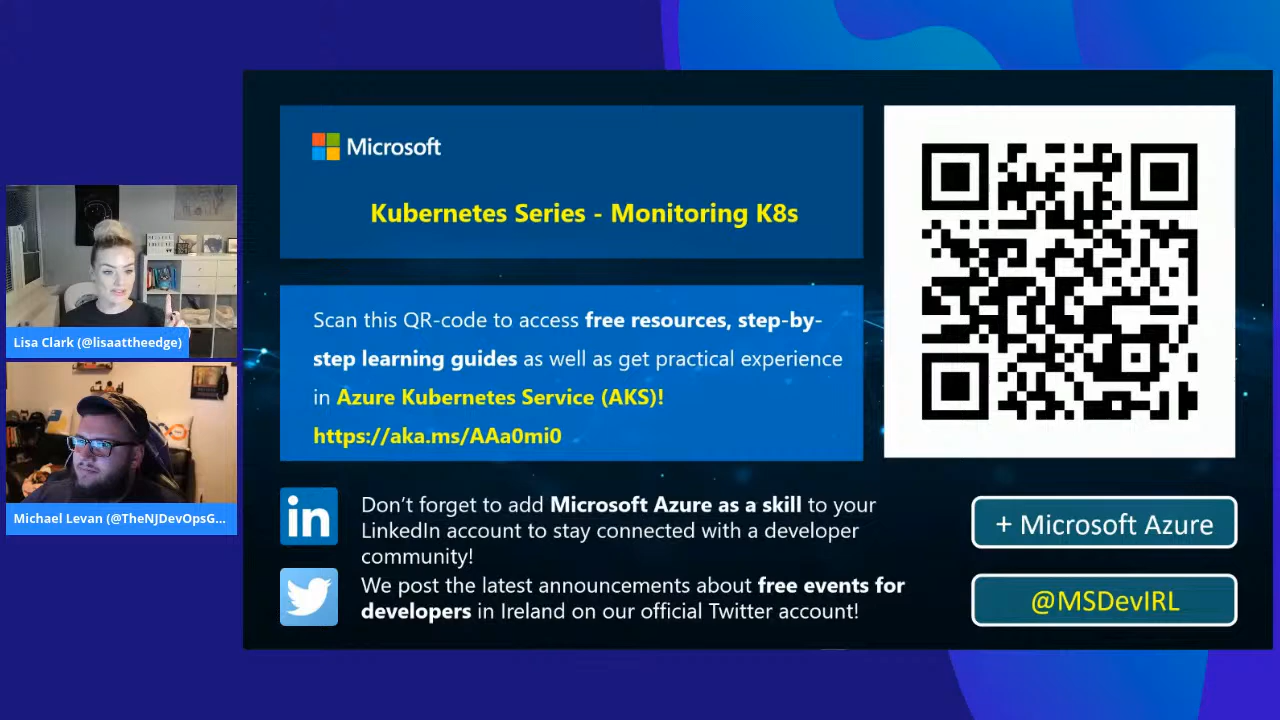 Microsoft
Kubernetes Series - Monitoring K8s
Scan this QR-code to access free resources, step-by-
step learning guides as well as get practical experience
in Azure Kubernetes Service (AKS)!
https://aka.ms/AAa0mi0
Lisa Clark (@lisaattheedge)
Michael Levan (@TheNJDevOpsG...
in
Don't forget to add Microsoft Azure as a skill to your
LinkedIn account to stay connected with a developer
community!
+ Microsoft Azure
We post the latest announcements about free events for
developers in Ireland on our official Twitter account!
@MSDevIRL